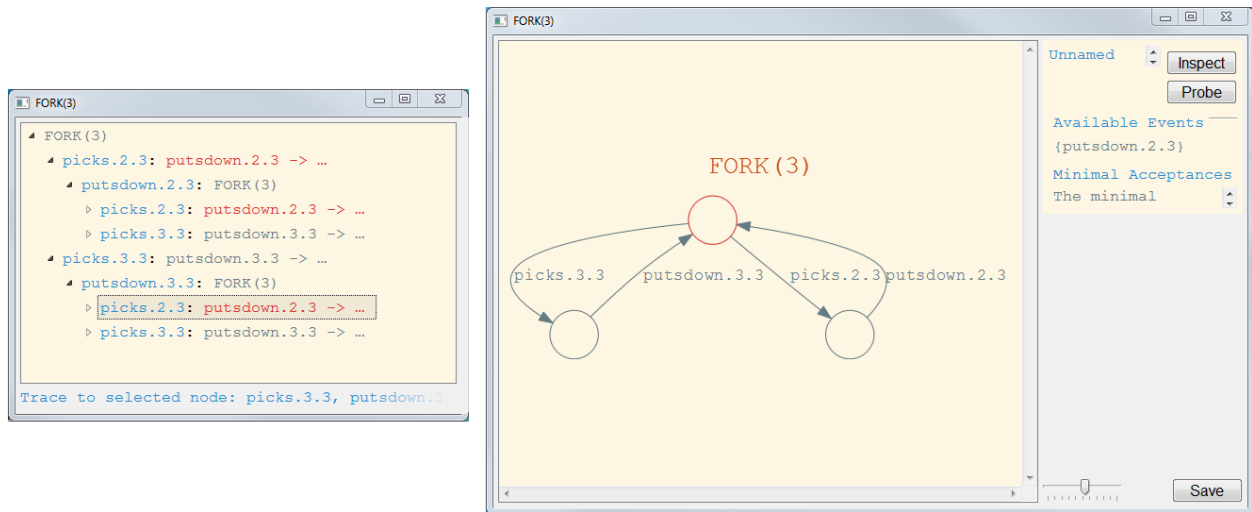 FORK(3)
FORK(3)
picks.2.3: putsdown.2.3 -> …
putsdown.2.3: FORK(3)
picks.2.3: putsdown.2.3 -> …
picks.3.3: putsdown.3.3 -> …
picks.3.3: putsdown.3.3 -> …
putsdown.3.3: FORK(3)
picks.2.3: putsdown.2.3 -> …
picks.3.3: putsdown.3.3 -> …
Trace to selected node: picks.3.3, putsdown.3
FORK(3)
FORK(3)
picks.3.3 putsdown.3.3 picks.2.3 putsdown.2.3
Unnamed
Inspect
Probe
Available Events
{putsdown.2.3}
Minimal Acceptances
The minimal
Save